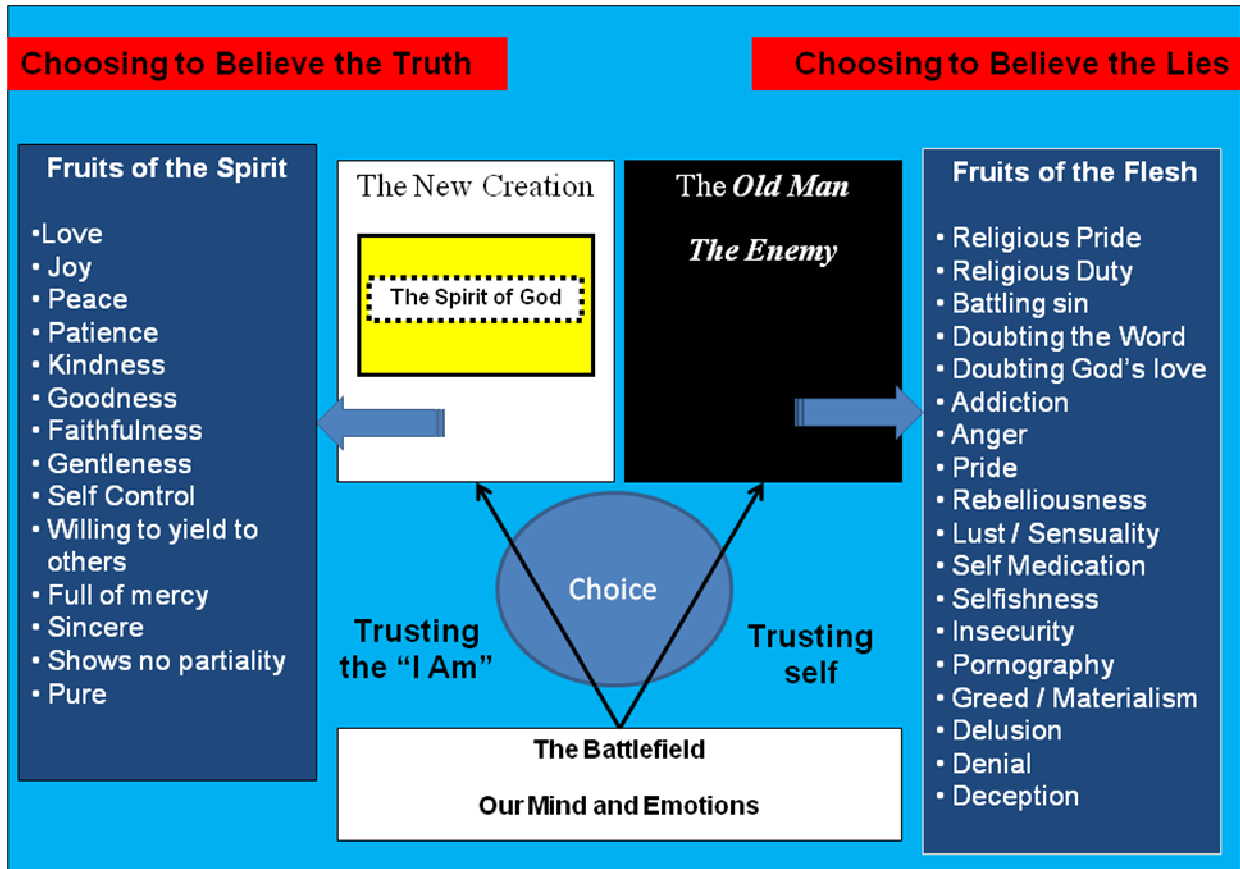 Choosing to Believe the Truth
Choosing to Believe the Lies
Fruits of the Spirit
•Love
• Joy
• Peace
• Patience
• Kindness
• Goodness
• Faithfulness
• Gentleness
• Self Control
• Willing to yield to
others
• Full of mercy
• Sincere
• Shows no partiality
• Pure
The New Creation
The Spirit of God
The Old Man
The Enemy
Fruits of the Flesh
• Religious Pride
• Religious Duty
• Battling sin
• Doubting the Word
• Doubting God's love
• Addiction
• Anger
• Pride
• Rebelliousness
• Lust / Sensuality
• Self Medication
• Selfishness
• Insecurity
• Pornography
• Greed / Materialism
• Delusion
• Denial
• Deception
Choice
Trusting
the “I Am”
Trusting
self
The Battlefield
Our Mind and Emotions